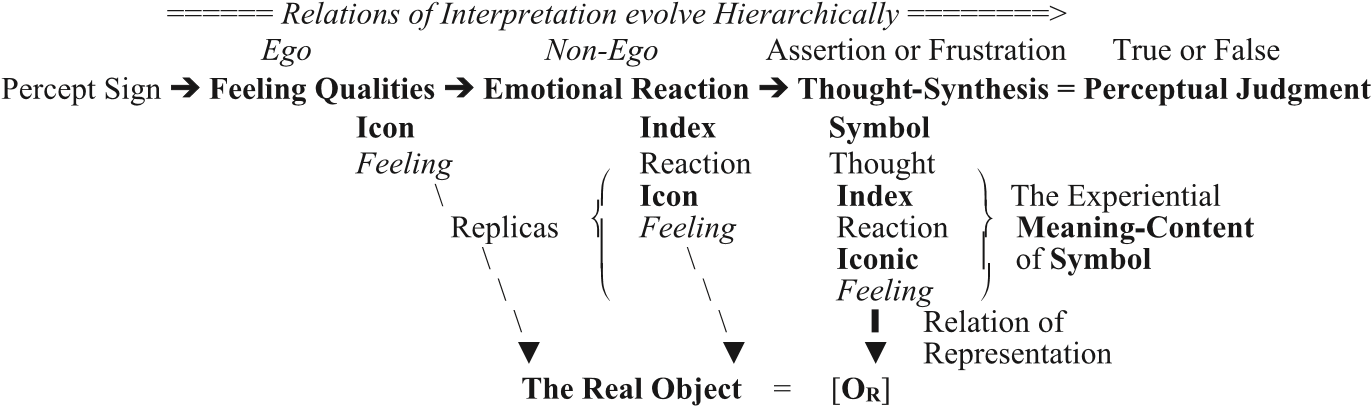 ====== Relations of Interpretation evolve Hierarchically ========>
Ego Non-Ego Assertion or Frustration True or False
Percept Sign ➔ Feeling Qualities ➔ Emotional Reaction ➔ Thought-Synthesis = Perceptual Judgment
Icon Index Symbol
Feeling Reaction Thought
Icon Index The Experiential
Replicas Feeling Reaction Meaning-Content
Iconic of Symbol
Feeling
Relation of
Representation
The Real Object = [OR]